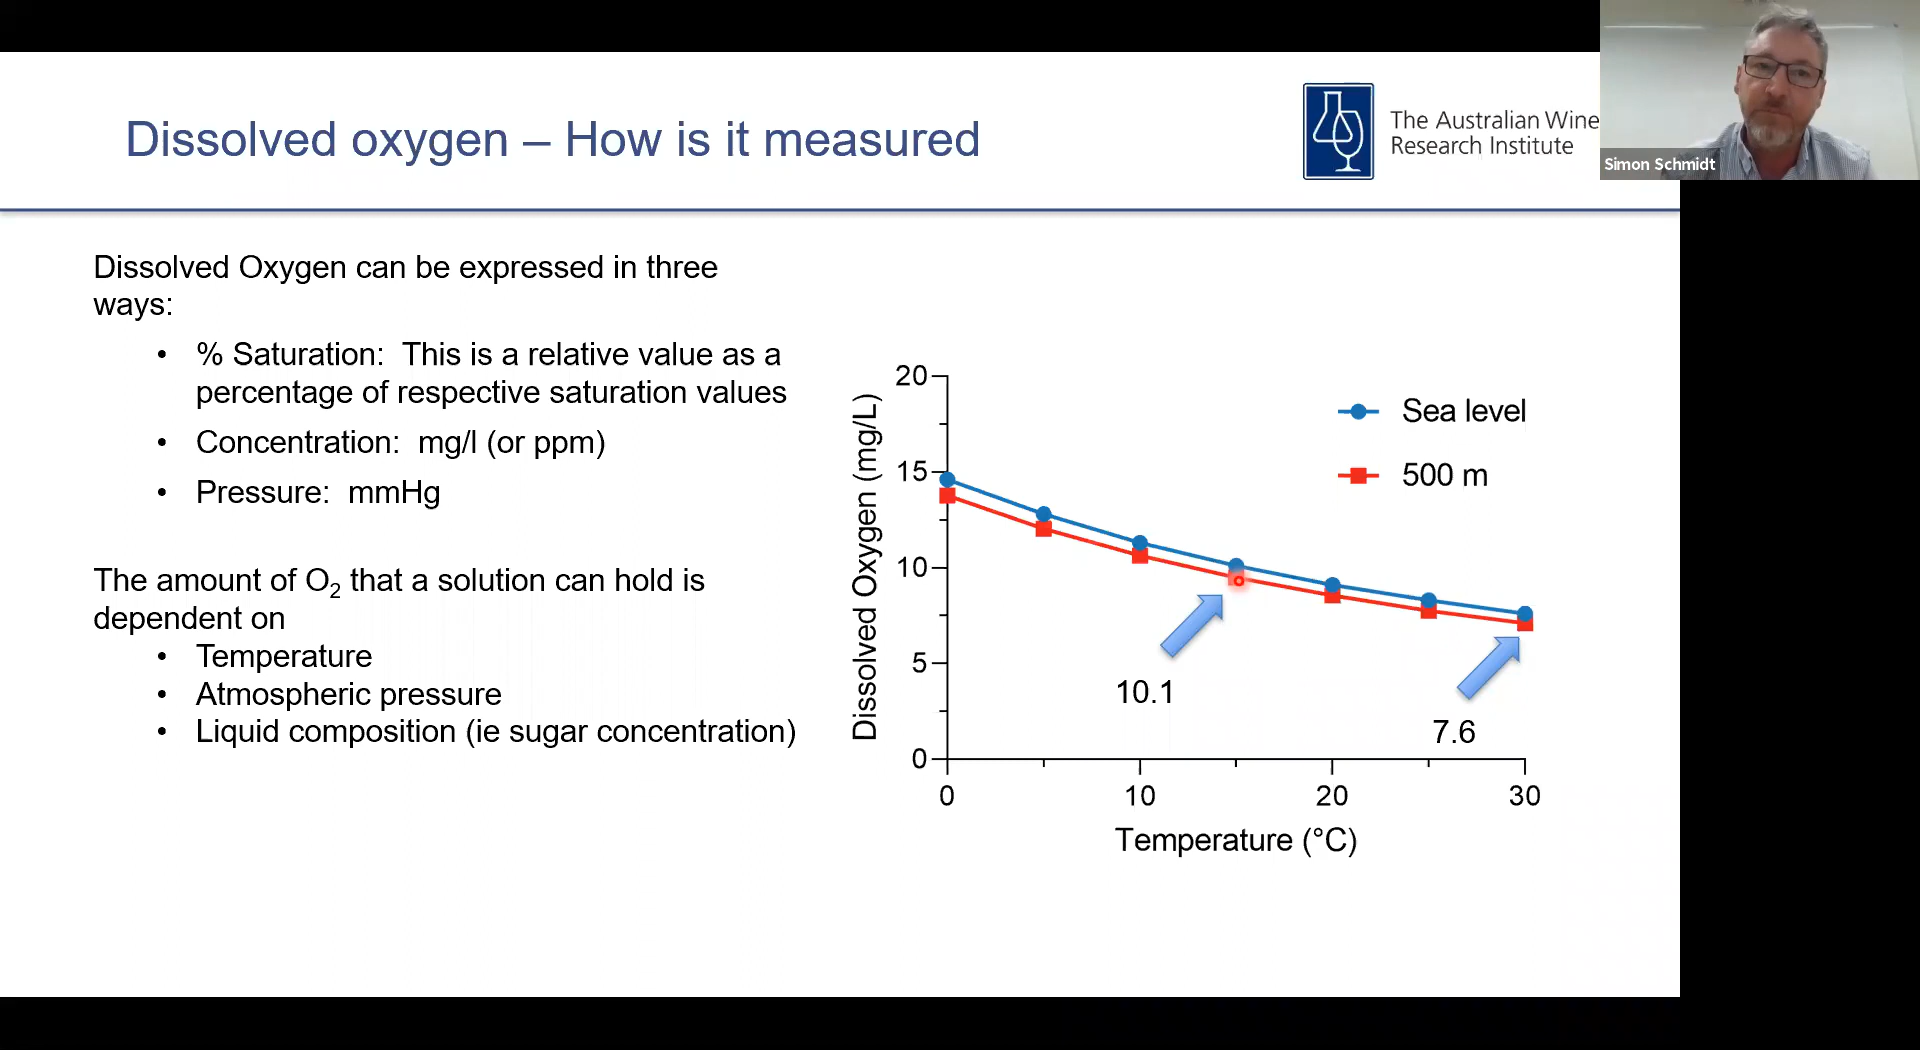 Dissolved oxygen – How is it measured
The Australian Wine
Research Institute
Simon Schmidt
Dissolved Oxygen can be expressed in three
ways:
• % Saturation: This is a relative value as a
percentage of respective saturation values
• Concentration: mg/l (or ppm)
• Pressure: mmHg
The amount of O₂ that a solution can hold is
dependent on
• Temperature
• Atmospheric pressure
• Liquid composition (ie sugar concentration)
Dissolved Oxygen (mg/L)
20
15
10
5
0
Sea level
500 m
10.1
7.6
0 10 20 30
Temperature (°C)